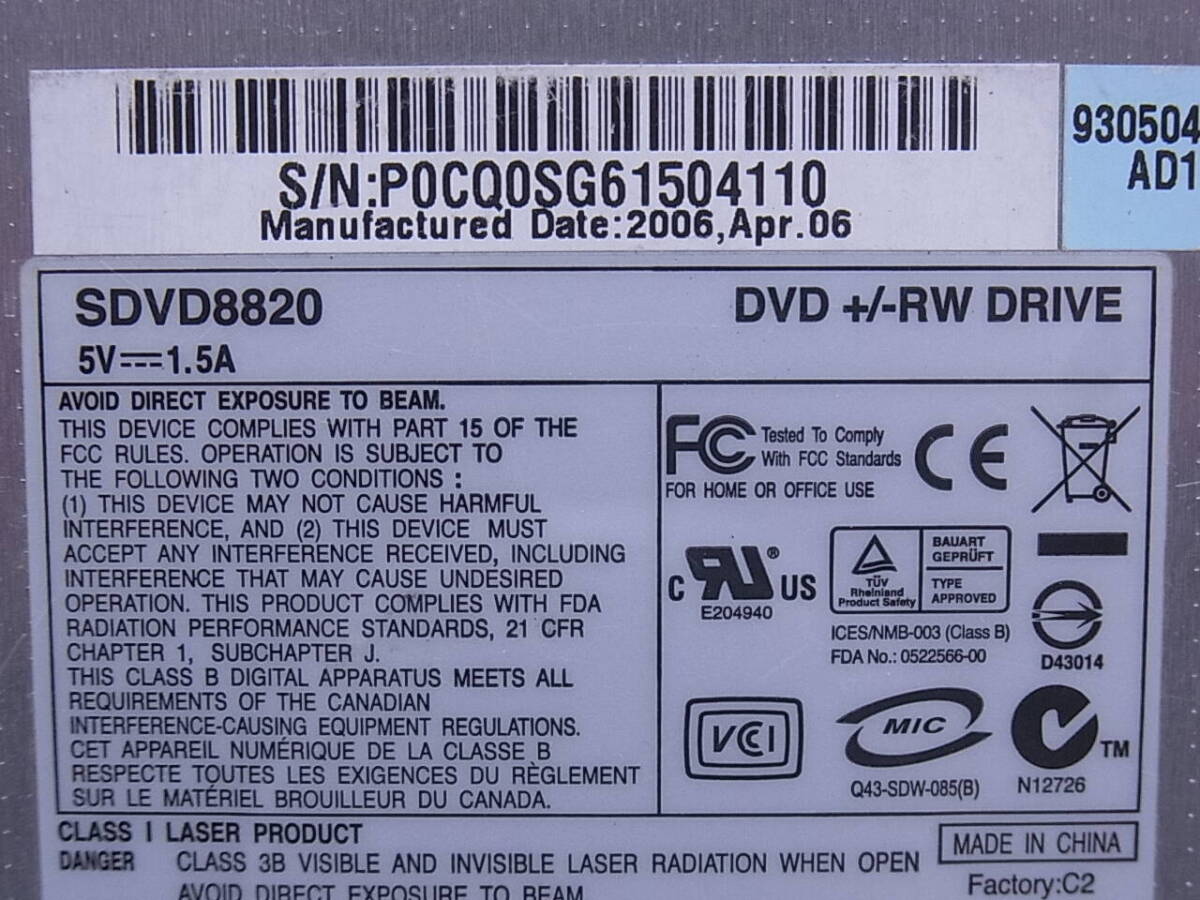 S/N:P0CQ0SG61504110
Manufactured Date:2006,Apr.06
930504
AD1
SDVD8820
DVD +/-RW DRIVE
5V⎓1.5A
AVOID DIRECT EXPOSURE TO BEAM.
THIS DEVICE COMPLIES WITH PART 15 OF THE
FCC RULES. OPERATION IS SUBJECT TO
THE FOLLOWING TWO CONDITIONS :
(1) THIS DEVICE MAY NOT CAUSE HARMFUL
INTERFERENCE, AND (2) THIS DEVICE MUST
ACCEPT ANY INTERFERENCE RECEIVED, INCLUDING
INTERFERENCE THAT MAY CAUSE UNDESIRED
OPERATION. THIS PRODUCT COMPLIES WITH FDA
RADIATION PERFORMANCE STANDARDS, 21 CFR
CHAPTER 1, SUBCHAPTER J.
THIS CLASS B DIGITAL APPARATUS MEETS ALL
REQUIREMENTS OF THE CANADIAN
INTERFERENCE-CAUSING EQUIPMENT REGULATIONS.
CET APPAREIL NUMÉRIQUE DE LA CLASSE B
RESPECTE TOUTES LES EXIGENCES DU RÈGLEMENT
SUR LE MATÉRIEL BROUILLEUR DU CANADA.
FC Tested To Comply
With FCC Standards
FOR HOME OR OFFICE USE
CE
C UR ® US
E204940
TÜV
Rheinland
Product Safety
BAUART
GEPRÜFT
TYPE
APPROVED
ICES/NMB-003 (Class B)
FDA No.: 0522566-00
D43014
VCCI
MIC
Q43-SDW-085(B)
TM
N12726
CLASS I LASER PRODUCT
DANGER CLASS 3B VISIBLE AND INVISIBLE LASER RADIATION WHEN OPEN
AVOID DIRECT EXPOSURE TO BEAM
MADE IN CHINA
Factory:C2